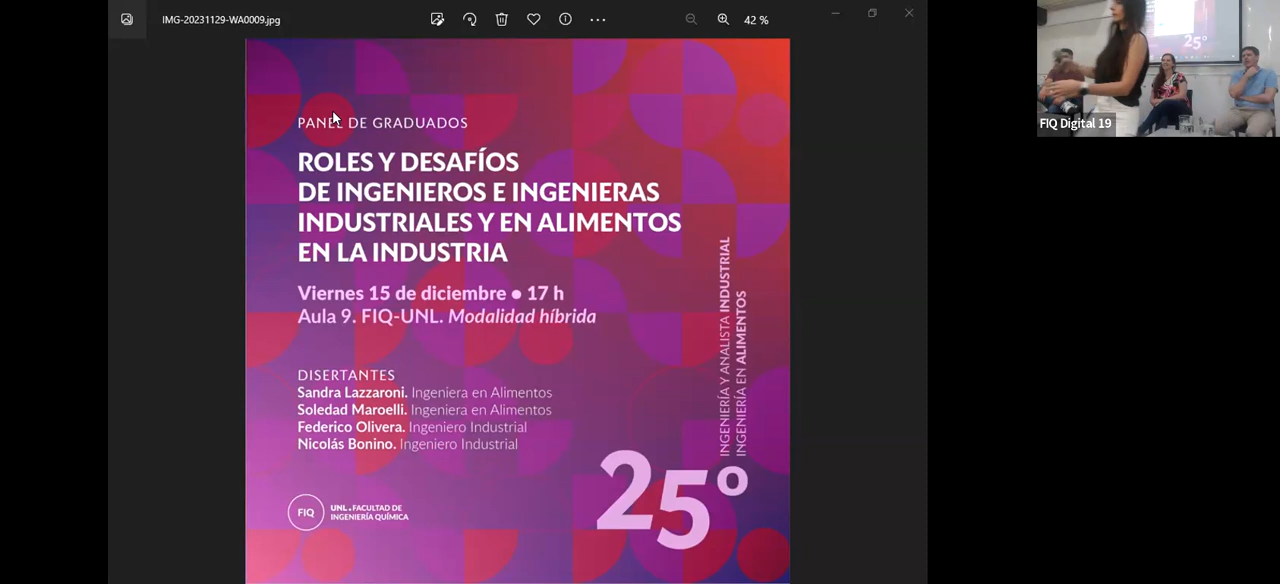 IMG-20231129-WA0009.jpg
42 %
PANEL DE GRADUADOS
ROLES Y DESAFÍOS
DE INGENIEROS E INGENIERAS
INDUSTRIALES Y EN ALIMENTOS
EN LA INDUSTRIA
Viernes 15 de diciembre • 17 h
Aula 9. FIQ-UNL. Modalidad híbrida
DISERTANTES
Sandra Lazzaroni. Ingeniera en Alimentos
Soledad Maroelli. Ingeniera en Alimentos
Federico Olivera. Ingeniero Industrial
Nicolás Bonino. Ingeniero Industrial
INGENIERÍA Y ANALISTA INDUSTRIAL
INGENIERÍA EN ALIMENTOS
25º
FIQ
UNL . FACULTAD DE
INGENIERÍA QUÍMICA
25º
FIQ Digital 19